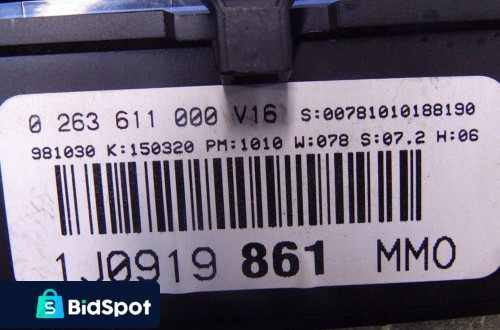 0 263 611 000 V16 S:00781010188190
981030 K:150320 PM:1010 W:078 S:07.2 H:06
1J0919 861 MMO
S BidSpot